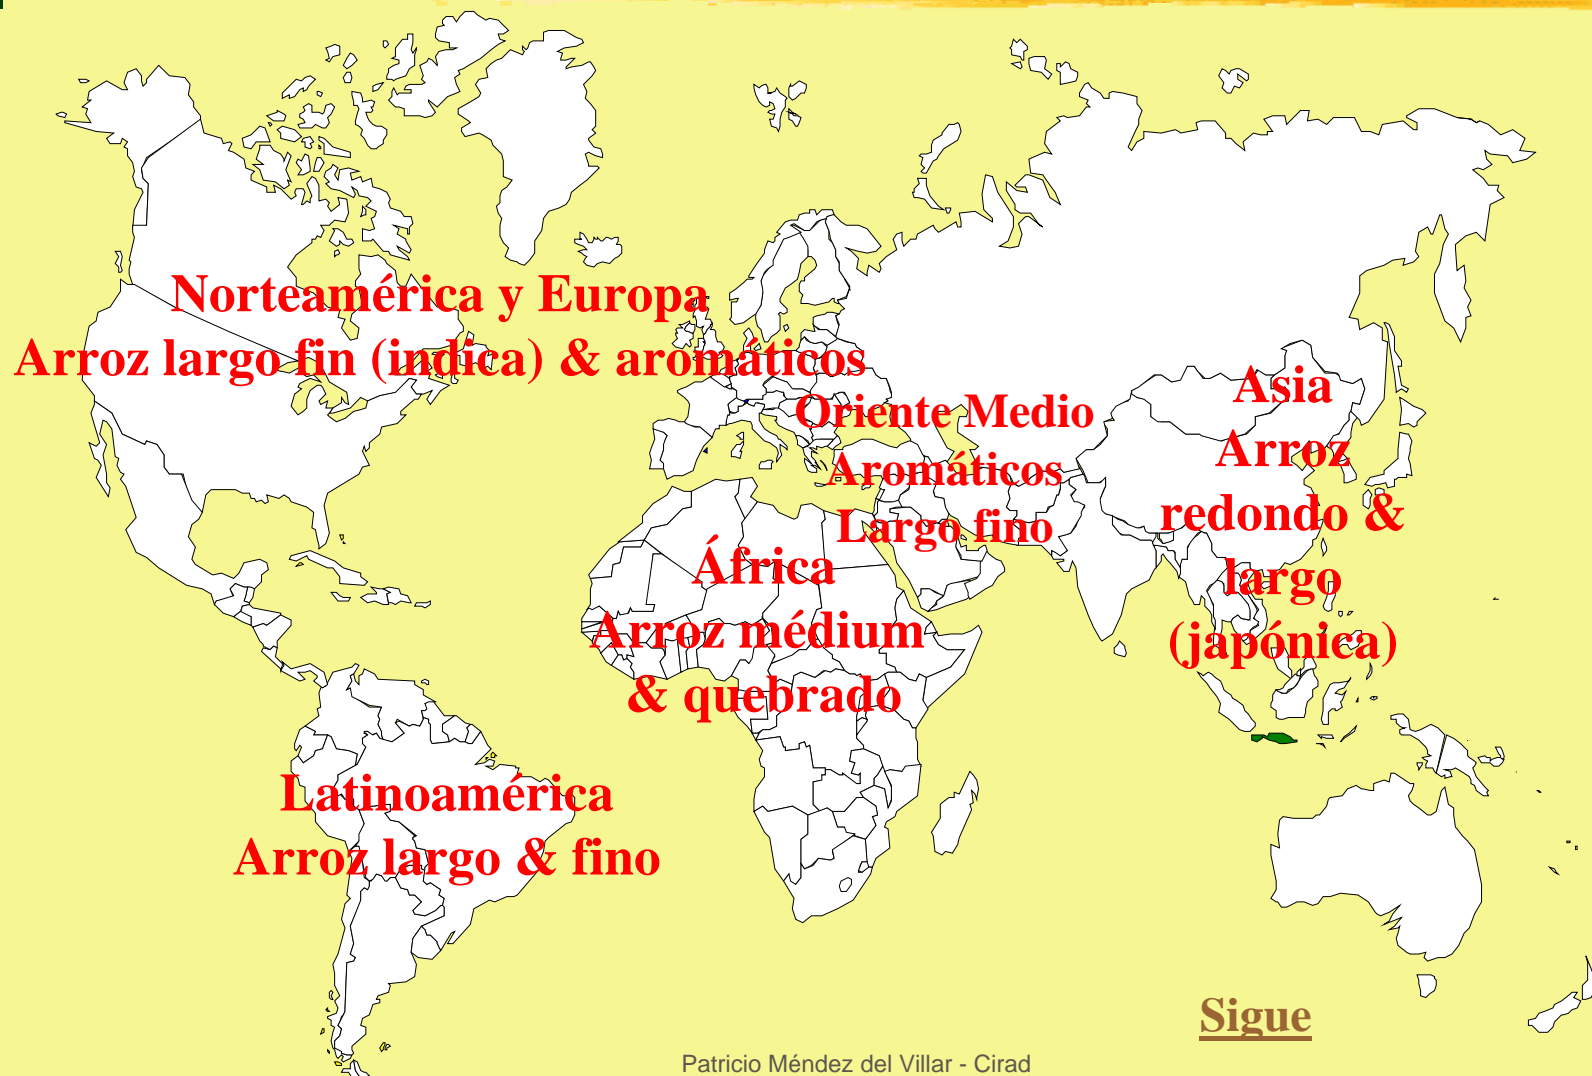 Norteamérica y Europa
Arroz largo fin (indica) & aromáticos
Oriente Medio
Aromáticos
Largo fino
Asia
Arroz
redondo &
largo
(japónica)
África
Arroz médium
& quebrado
Latinoamérica
Arroz largo & fino
Sigue
Patricio Méndez del Villar - Cirad